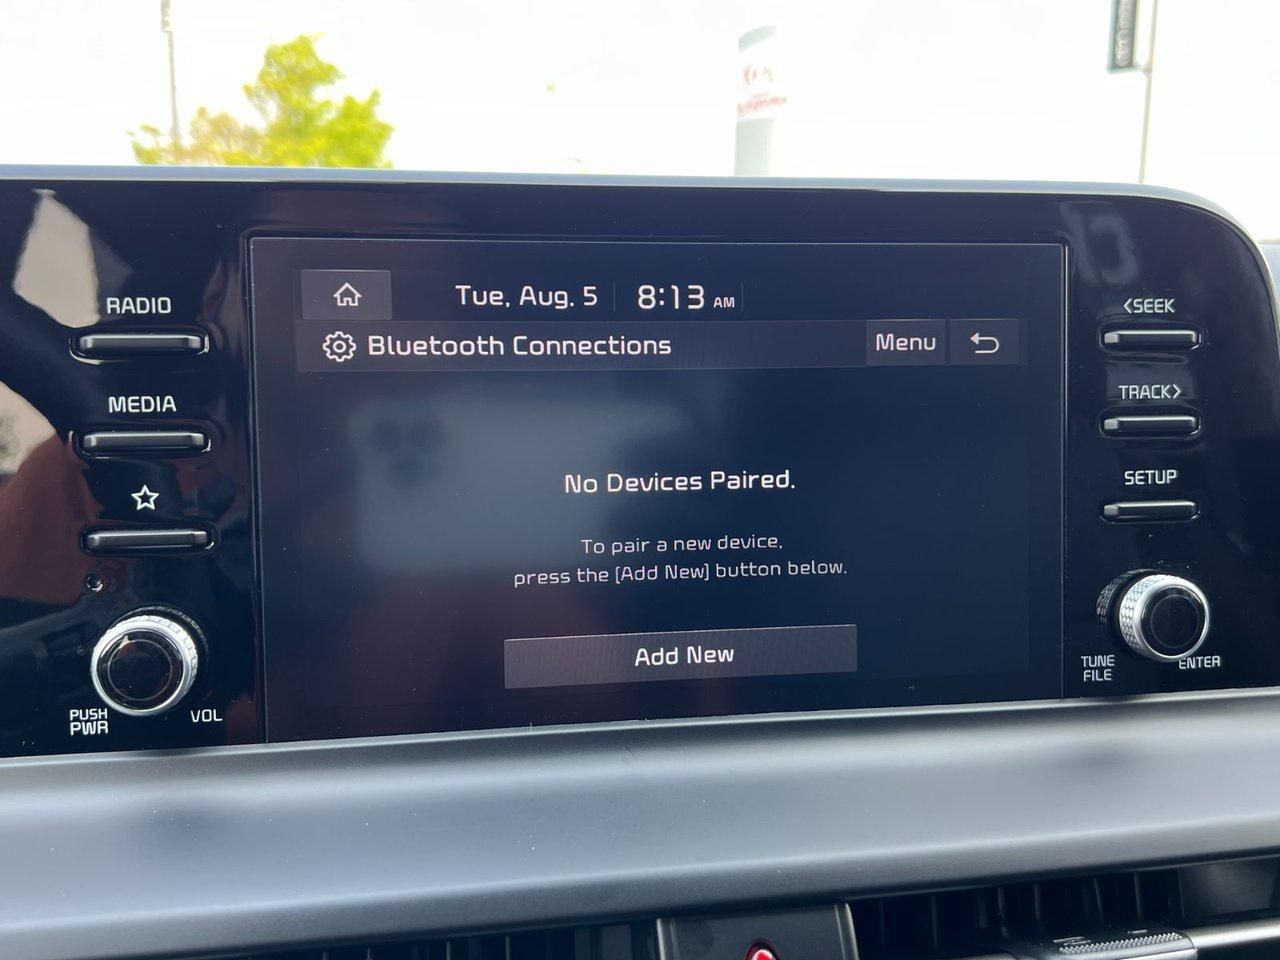 RADIO
MEDIA
PUSH
PWR
VOL
Tue, Aug. 5
8:13 AM
Bluetooth Connections
Menu
No Devices Paired.
To pair a new device,
press the [Add New] button below.
Add New
<SEEK
TRACK>
SETUP
TUNE
FILE
ENTER